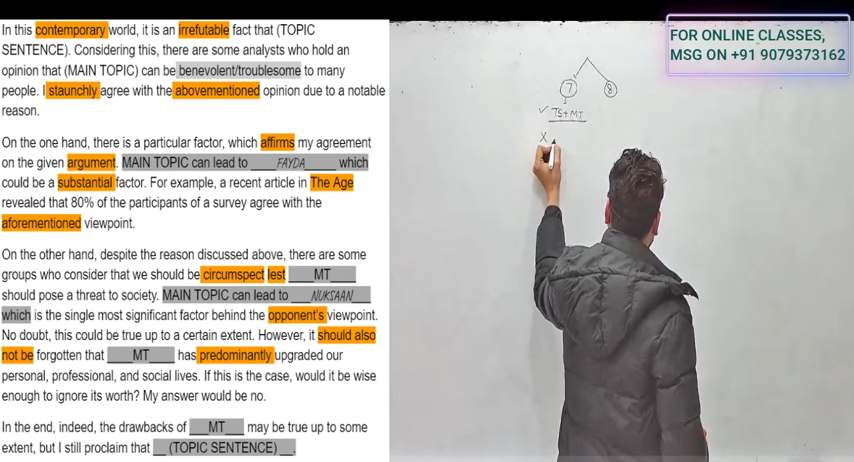 In this contemporary world, it is an irrefutable fact that (TOPIC
SENTENCE). Considering this, there are some analysts who hold an
opinion that (MAIN TOPIC) can be benevolent/troublesome to many
people. I staunchly agree with the abovementioned opinion due to a notable
reason.
On the one hand, there is a particular factor, which affirms my agreement
on the given argument. MAIN TOPIC can lead to ____FAYDA_____ which
could be a substantial factor. For example, a recent article in The Age
revealed that 80% of the participants of a survey agree with the
aforementioned viewpoint.
On the other hand, despite the reason discussed above, there are some
groups who consider that we should be circumspect lest ____MT____
should pose a threat to society. MAIN TOPIC can lead to ___NUKSAAN___
which is the single most significant factor behind the opponent's viewpoint.
No doubt, this could be true up to a certain extent. However, it should also
not be forgotten that ____MT____ has predominantly upgraded our
personal, professional, and social lives. If this is the case, would it be wise
enough to ignore its worth? My answer would be no.
In the end, indeed, the drawbacks of ___MT___ may be true up to some
extent, but I still proclaim that __ (TOPIC SENTENCE) __.
7 8
✓ TS+MT
X
FOR ONLINE CLASSES,
MSG ON +91 9079373162